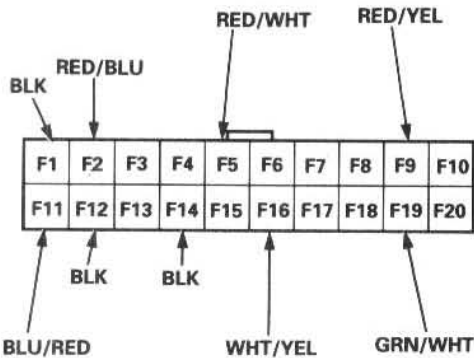 RED/WHT RED/YEL
RED/BLU
BLK
F1 F2 F3 F4 F5 F6 F7 F8 F9 F10
F11 F12 F13 F14 F15 F16 F17 F18 F19 F20
BLK BLK
BLU/RED WHT/YEL GRN/WHT